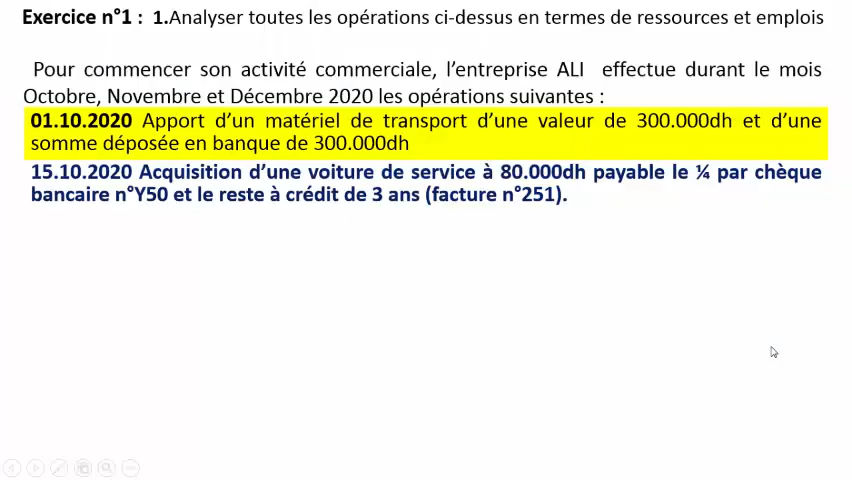 Exercice n°1 : 1.Analyser toutes les opérations ci-dessus en termes de ressources et emplois
Pour commencer son activité commerciale, l'entreprise ALI effectue durant le mois
Octobre, Novembre et Décembre 2020 les opérations suivantes :
01.10.2020 Apport d'un matériel de transport d'une valeur de 300.000dh et d'une
somme déposée en banque de 300.000dh
15.10.2020 Acquisition d'une voiture de service à 80.000dh payable le ¼ par chèque
bancaire n°Y50 et le reste à crédit de 3 ans (facture n°251).